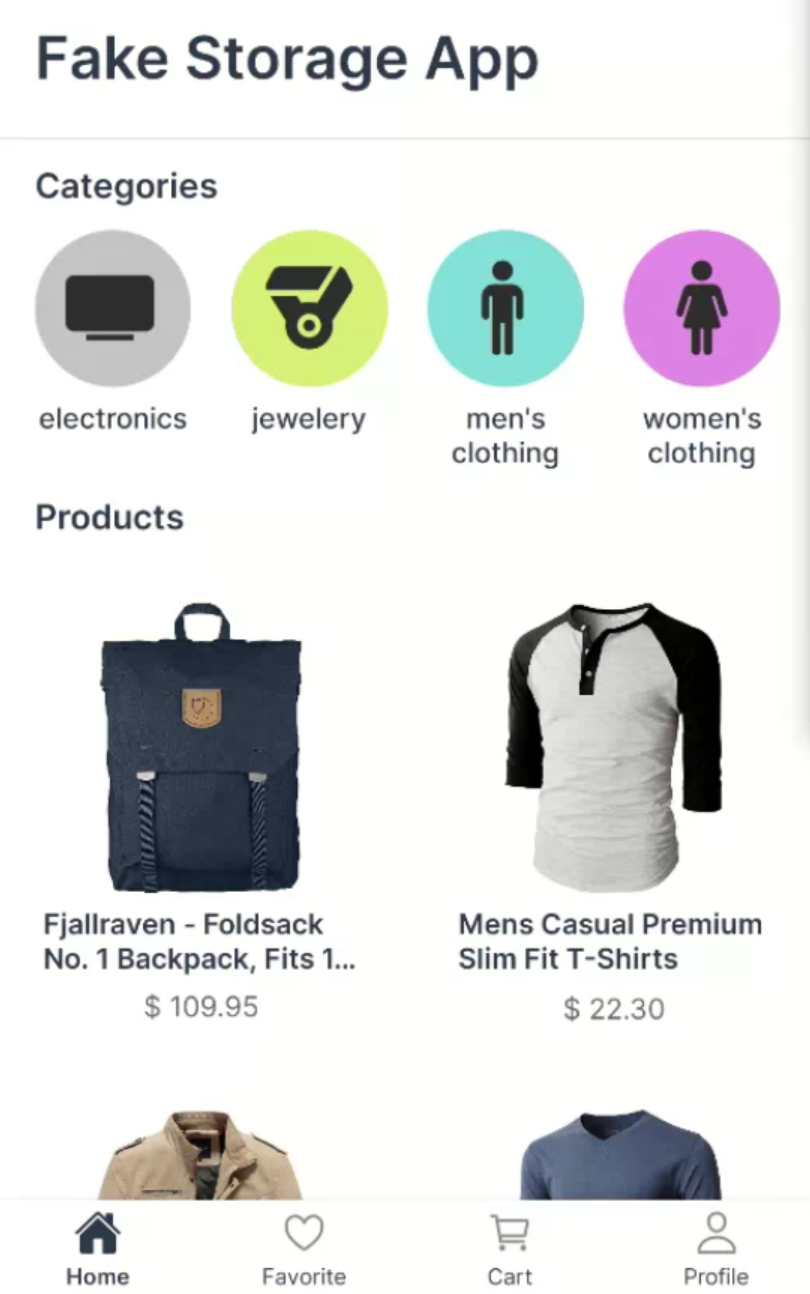 Fake Storage App
Categories
electronics
jewelery
men's
clothing
women's
clothing
Products
Fjallraven - Foldsack
No. 1 Backpack, Fits 1...
$ 109.95
Mens Casual Premium
Slim Fit T-Shirts
$ 22.30
Home
Favorite
Cart
Profile